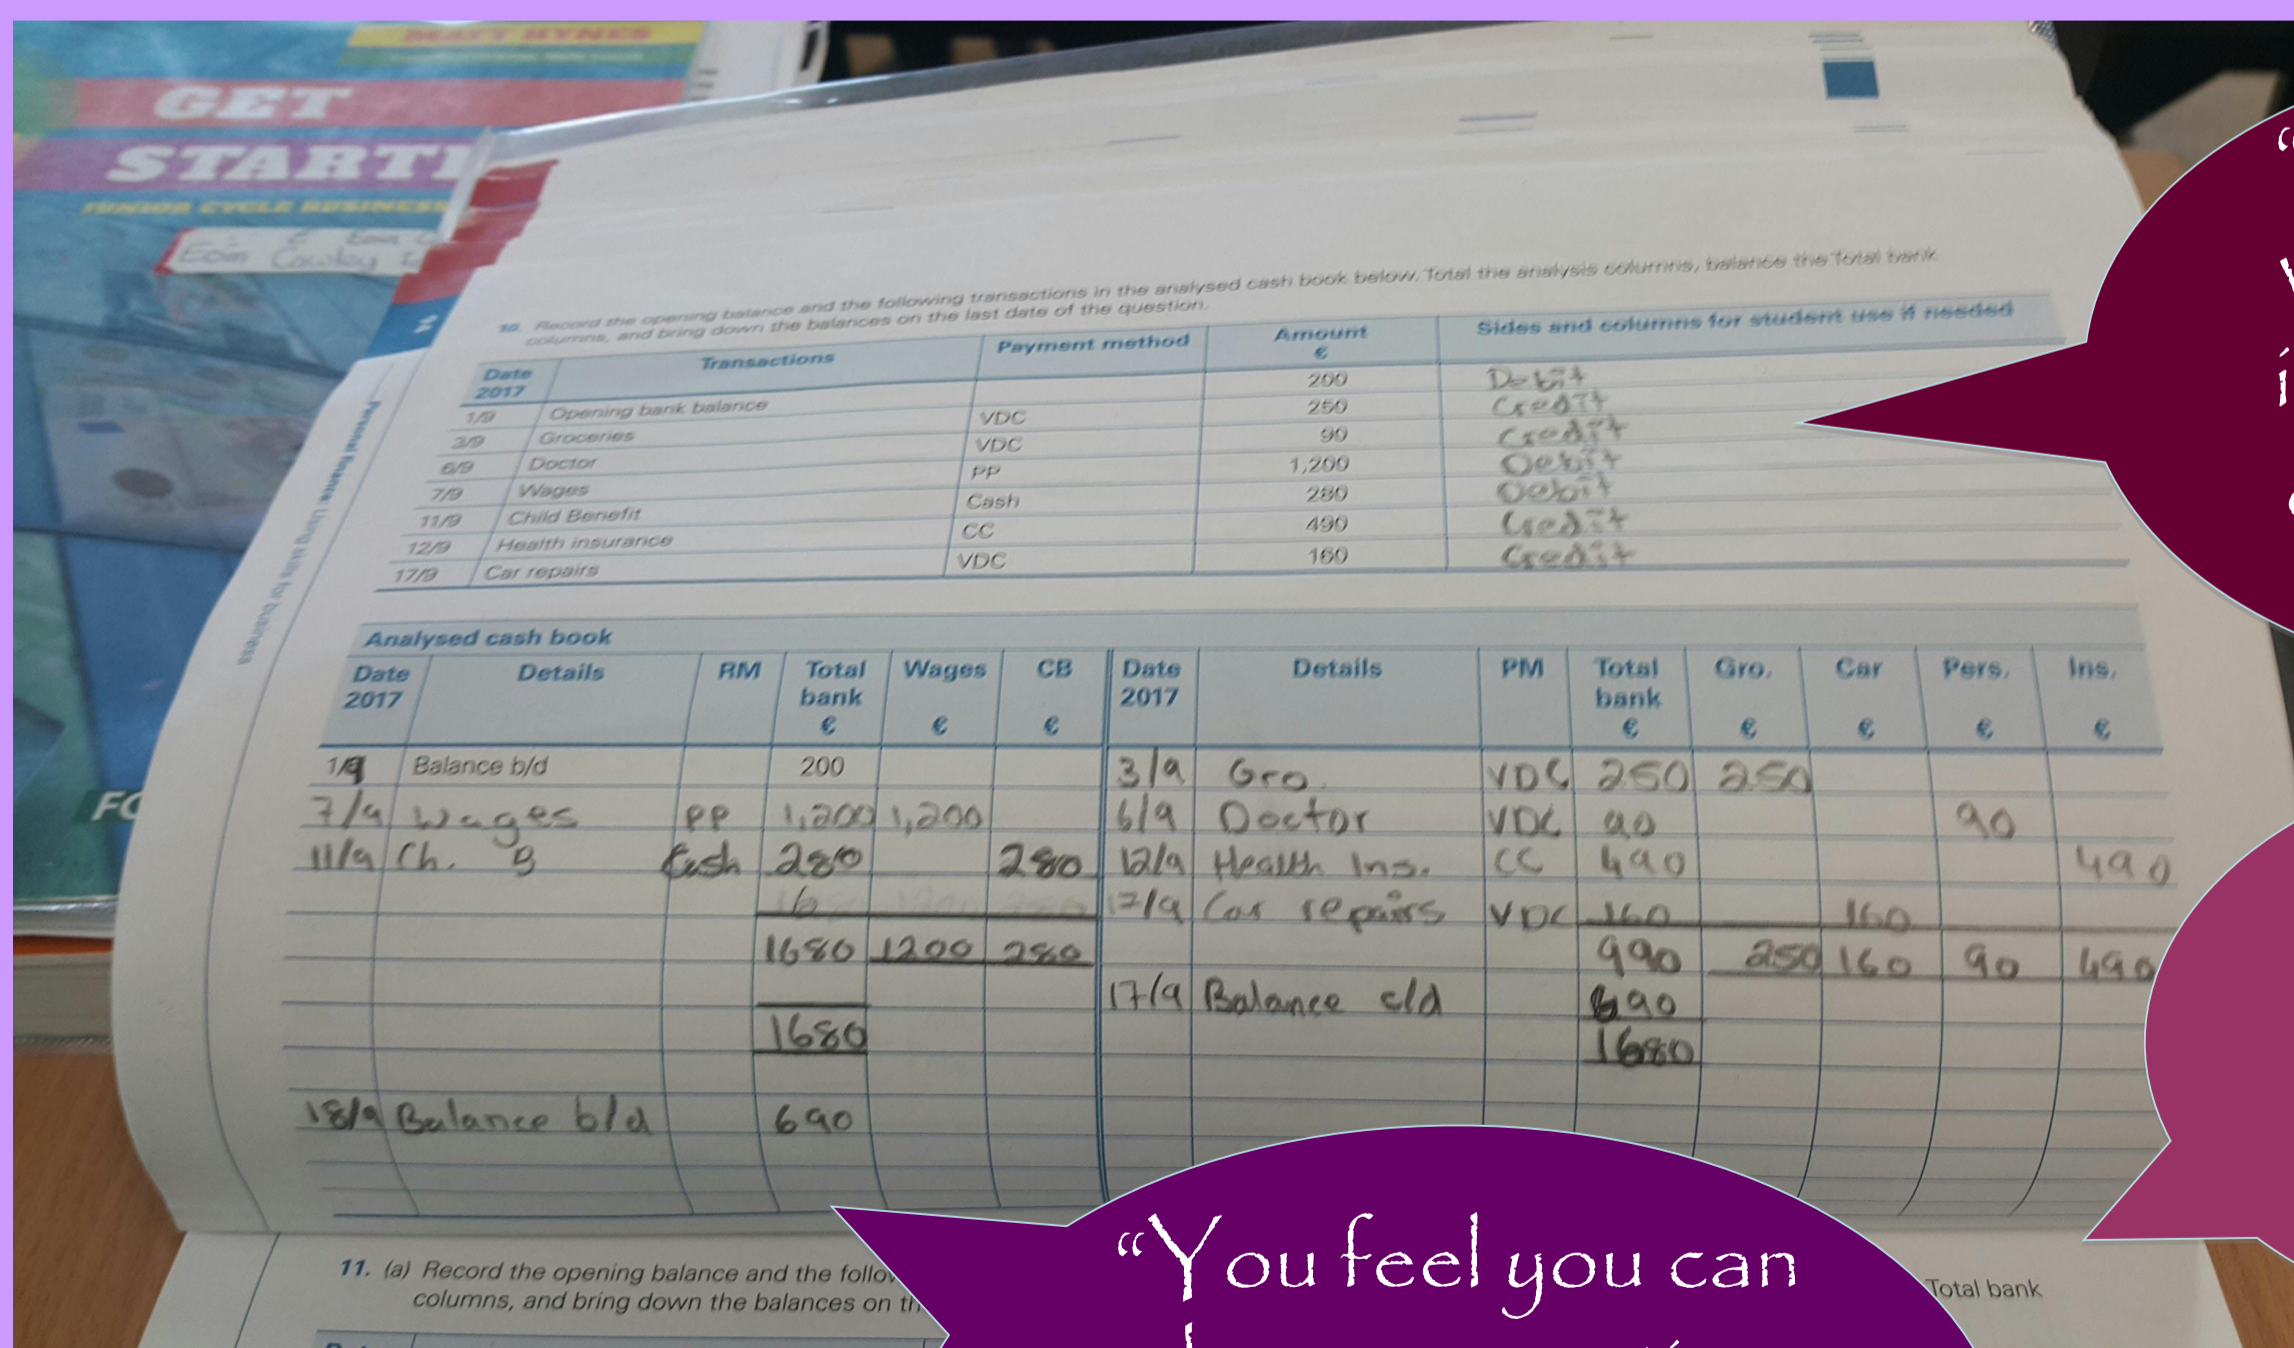 MATT HYNES
GET
STARTE
JUNIOR CYCLE BUSINESS
Eoin
Eoin Cowley
Personal finance: Using skills for business
10. Record the opening balance and the following transactions in the analysed cash book below. Total the analysis columns, balance the Total bank
columns, and bring down the balances on the last date of the question.
Date 2017 Transactions Payment method Amount € Sides and columns for student use if needed
1/9 Opening bank balance 200 Debit
3/9 Groceries VDC 250 Credit
6/9 Doctor VDC 90 Credit
7/9 Wages PP 1,200 Debit
11/9 Child Benefit Cash 280 Debit
12/9 Health insurance CC 490 Credit
17/9 Car repairs VDC 160 Credit
Analysed cash book
Date Details RM Total Wages CB Date Details PM Total Gro. Car Pers. Ins.
2017 bank 2017 bank
€ € € € € € € €
1/9 Balance b/d 200 3/9 Gro. VDC 250 250
7/9 Wages PP 1,200 1,200 6/9 Doctor VDC 90 90
11/9 Ch. B Cash 280 280 12/9 Health Ins. CC 490 490
17/9 Car repairs VDC 160 160
1680 1200 280 990 250 160 90 490
17/9 Balance c/d 690
1680 1680
18/9 Balance b/d 690
11. (a) Record the opening balance and the follow
columns, and bring down the balances on th
Total bank
“You feel you can